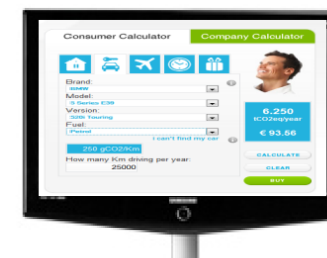 Consumer Calculator
Company Calculator
Brand:
BMW
Model:
5 Series E39
Version:
520i Touring
Fuel:
Petrol
I can't find my car
250 gCO2/Km
How many Km driving per year:
25000
6.250
tCO2eq/year
€ 93.56
CALCULATE
CLEAR
BUY